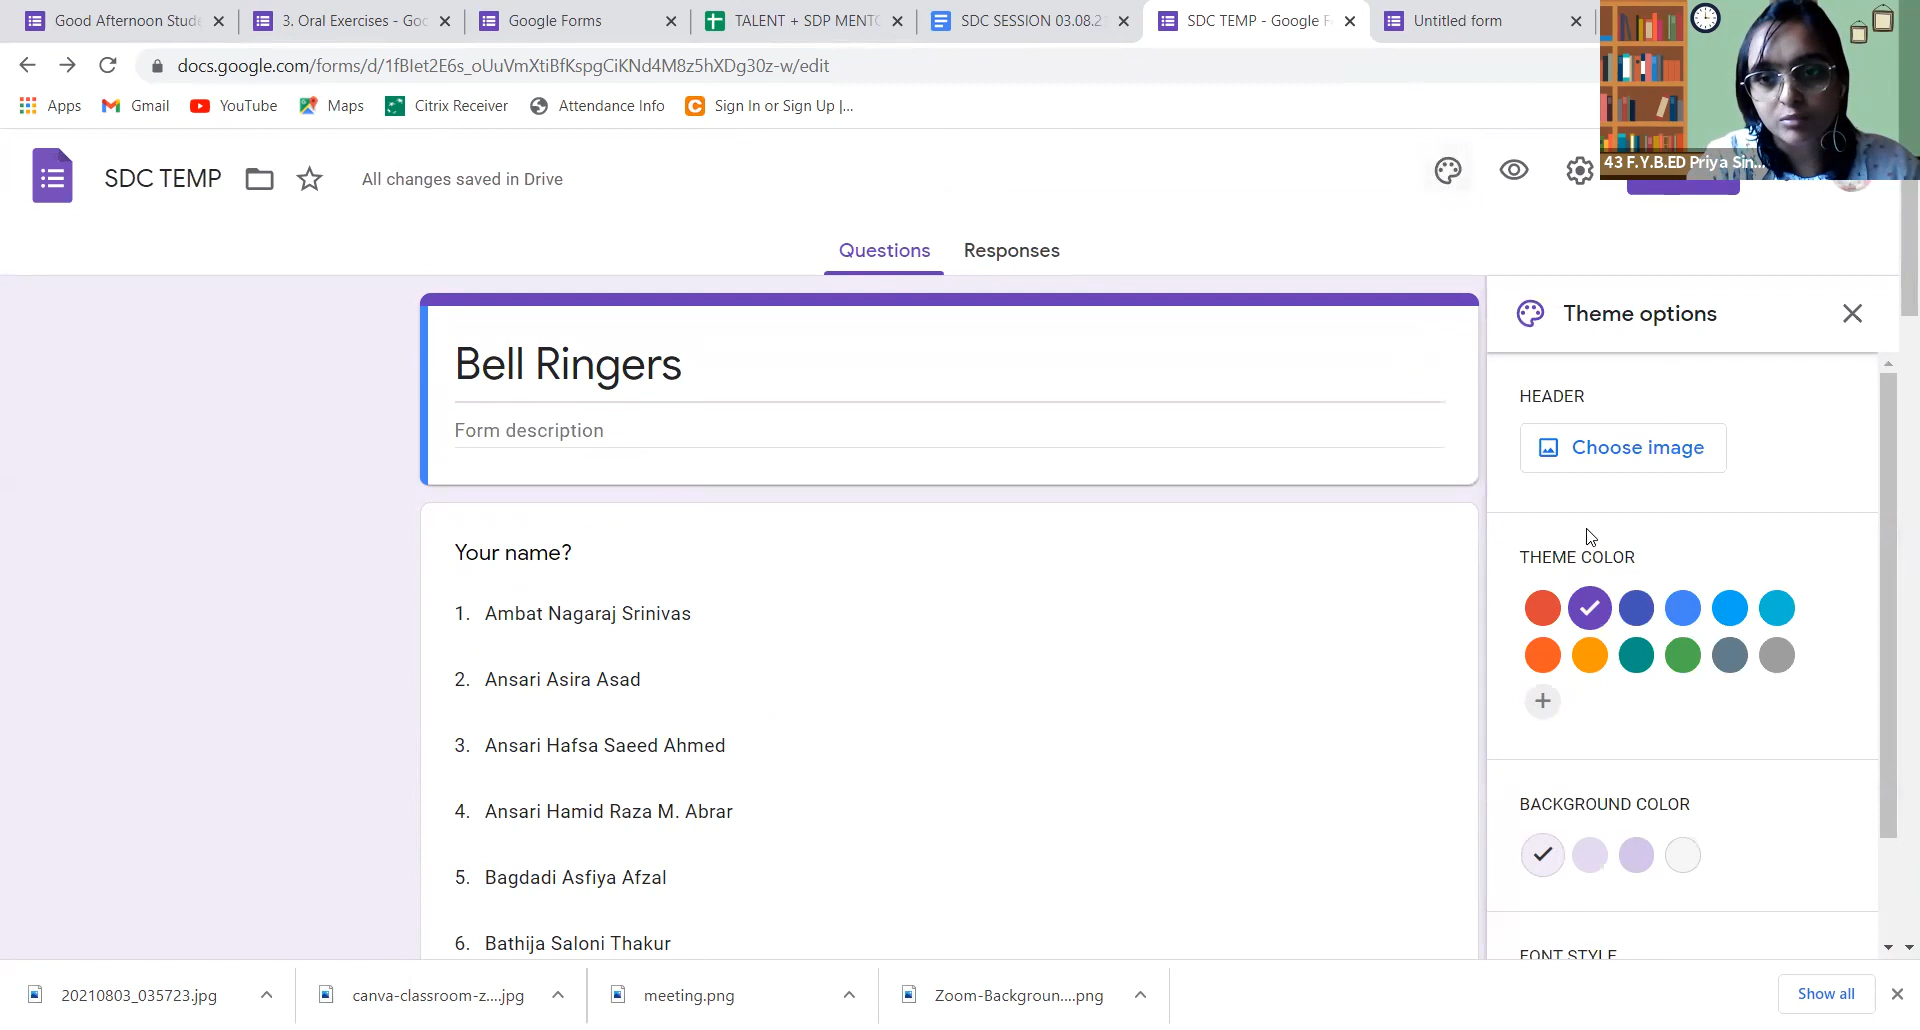 Good Afternoon Stude
3. Oral Exercises - Goo
Google Forms
TALENT + SDP MENTO
SDC SESSION 03.08.2
SDC TEMP - Google F
Untitled form
docs.google.com/forms/d/1fBIet2E6s_oUuVmXtiBfKspgCiKNd4M8z5hXDg30z-w/edit
Apps
Gmail
YouTube
Maps
Citrix Receiver
Attendance Info
Sign In or Sign Up |...
43 F.Y.B.ED Priya Sin...
SDC TEMP
All changes saved in Drive
Questions
Responses
Theme options
Bell Ringers
Form description
HEADER
Choose image
Your name?
1. Ambat Nagaraj Srinivas
2. Ansari Asira Asad
3. Ansari Hafsa Saeed Ahmed
4. Ansari Hamid Raza M. Abrar
5. Bagdadi Asfiya Afzal
6. Bathija Saloni Thakur
THEME COLOR
BACKGROUND COLOR
FONT STYLE
20210803_035723.jpg
canva-classroom-z....jpg
meeting.png
Zoom-Backgroun....png
Show all